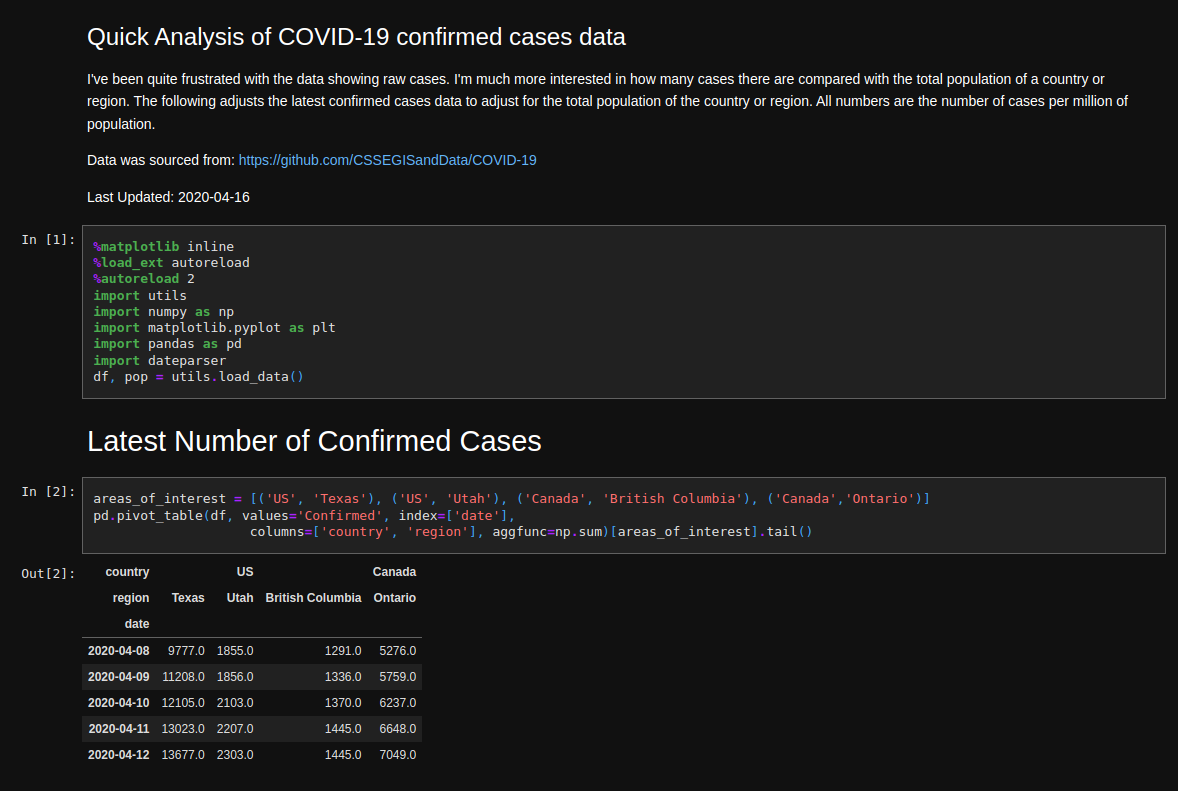 Quick Analysis of COVID-19 confirmed cases data
I've been quite frustrated with the data showing raw cases. I'm much more interested in how many cases there are compared with the total population of a country or
region. The following adjusts the latest confirmed cases data to adjust for the total population of the country or region. All numbers are the number of cases per million of
population.
Data was sourced from: https://github.com/CSSEGISandData/COVID-19
Last Updated: 2020-04-16
In [1]:
%matplotlib inline
%load_ext autoreload
%autoreload 2
import utils
import numpy as np
import matplotlib.pyplot as plt
import pandas as pd
import dateparser
df, pop = utils.load_data()
Latest Number of Confirmed Cases
In [2]:
areas_of_interest = [('US', 'Texas'), ('US', 'Utah'), ('Canada', 'British Columbia'), ('Canada','Ontario')]
pd.pivot_table(df, values='Confirmed', index=['date'],
columns=['country', 'region'], aggfunc=np.sum)[areas_of_interest].tail()
Out[2]:
country US Canada
region Texas Utah British Columbia Ontario
date
2020-04-08 9777.0 1855.0 1291.0 5276.0
2020-04-09 11208.0 1856.0 1336.0 5759.0
2020-04-10 12105.0 2103.0 1370.0 6237.0
2020-04-11 13023.0 2207.0 1445.0 6648.0
2020-04-12 13677.0 2303.0 1445.0 7049.0